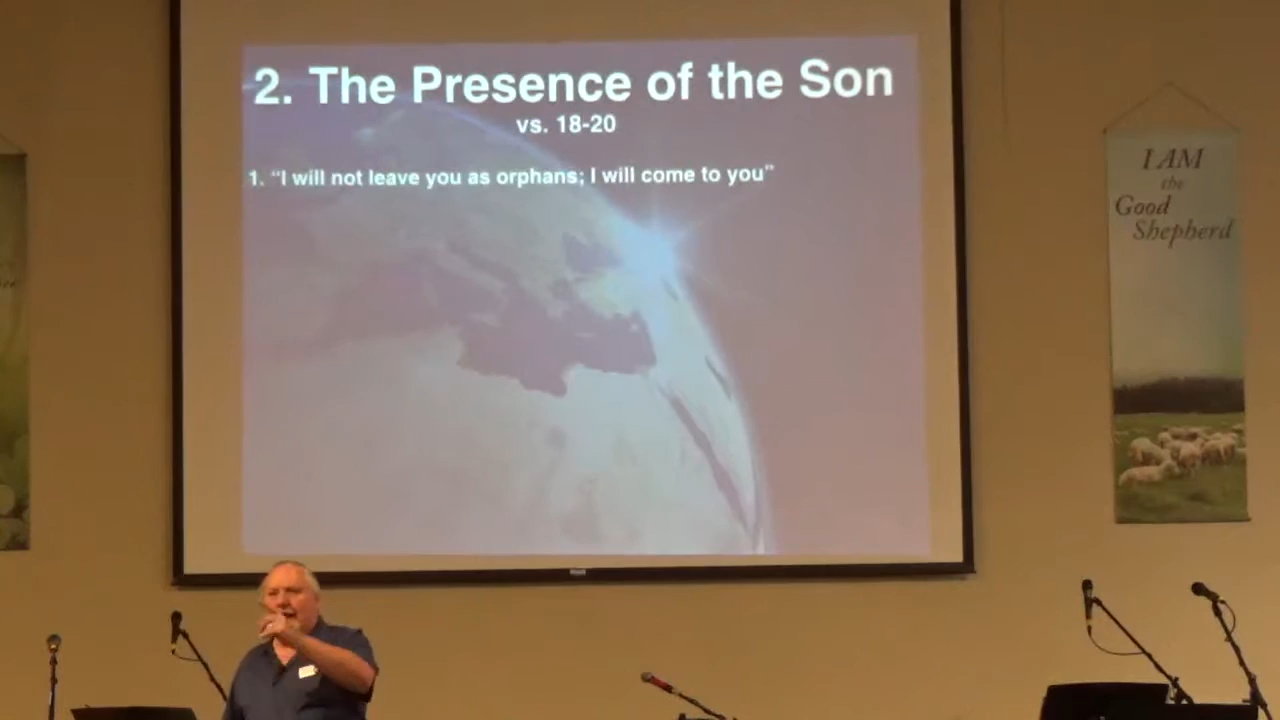 2. The Presence of the Son
vs. 18-20
1. “I will not leave you as orphans; I will come to you”
I AM
the
Good
Shepherd